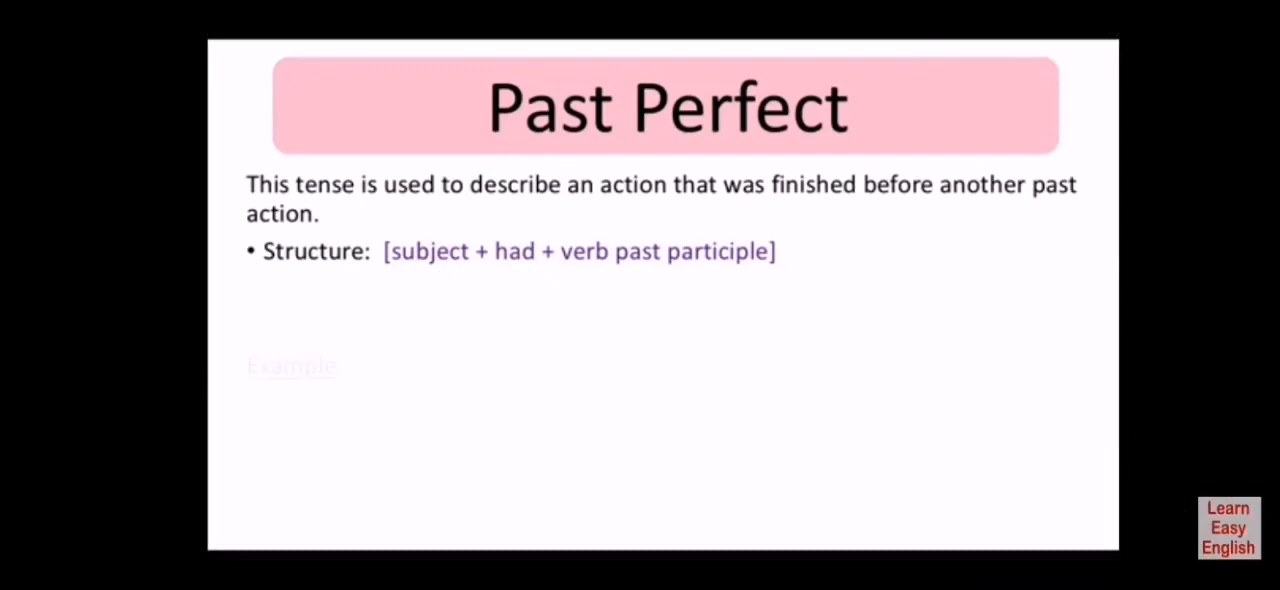 Past Perfect
This tense is used to describe an action that was finished before another past
action.
• Structure: [subject + had + verb past participle]
Example
Learn
Easy
English